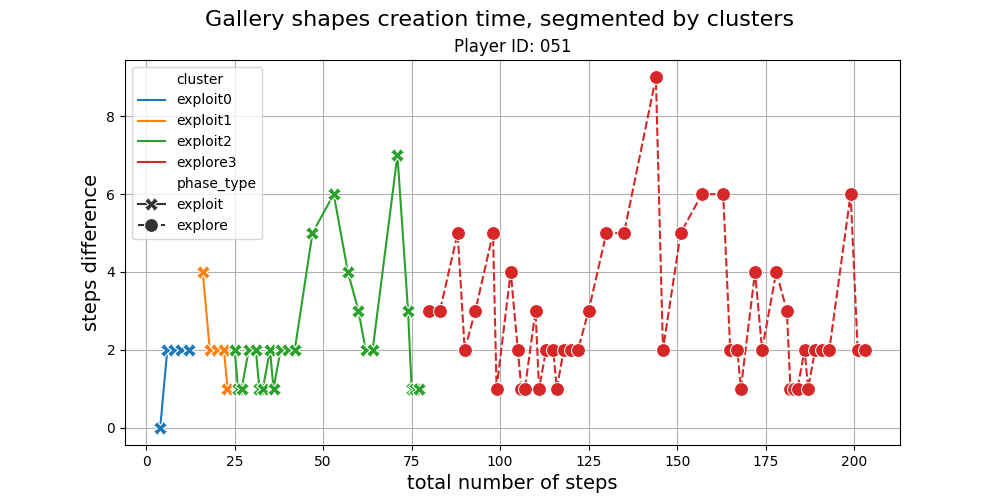 Gallery shapes creation time, segmented by clusters
Player ID: 051
cluster
exploit0
exploit1
exploit2
explore3
phase_type
exploit
explore
steps difference
8
6
4
2
0
0 25 50 75 100 125 150 175 200
total number of steps